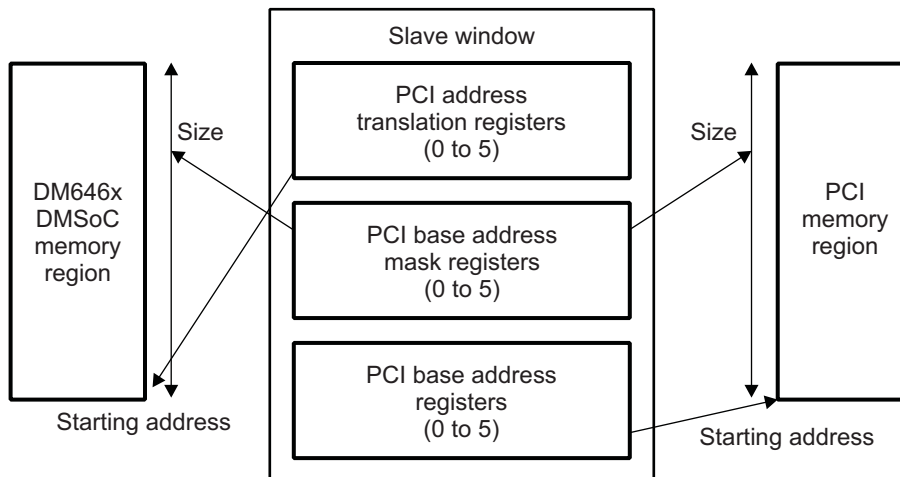 Slave window
PCI address
translation registers
(0 to 5)
Size
Size
DM646x
DMSoC
memory
region
PCI
memory
region
PCI base address
mask registers
(0 to 5)
PCI base address
registers
(0 to 5)
Starting address
Starting address